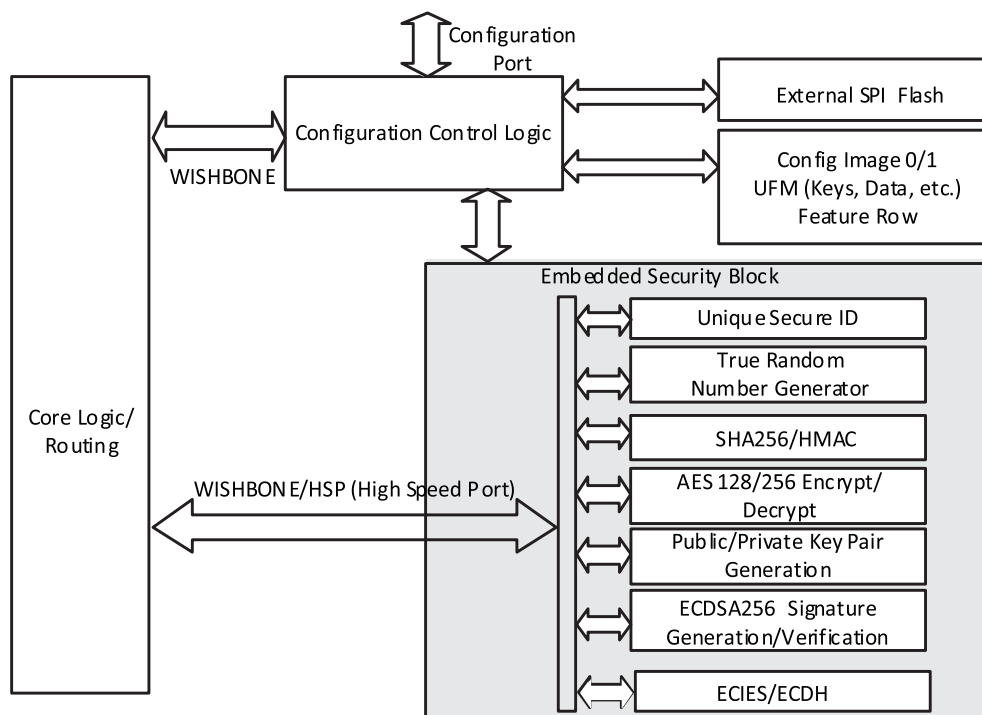 Configuration
Port
External SPI Flash
Configuration Control Logic
WISHBONE
Config Image 0/1
UFM (Keys, Data, etc.)
Feature Row
Embedded Security Block
Unique Secure ID
True Random
Number Generator
Core Logic/
Routing
SHA256/HMAC
WISHBONE/HSP (High Speed Port)
AES 128/256 Encrypt/
Decrypt
Public/Private Key Pair
Generation
ECDSA256 Signature
Generation/Verification
ECIES/ECDH